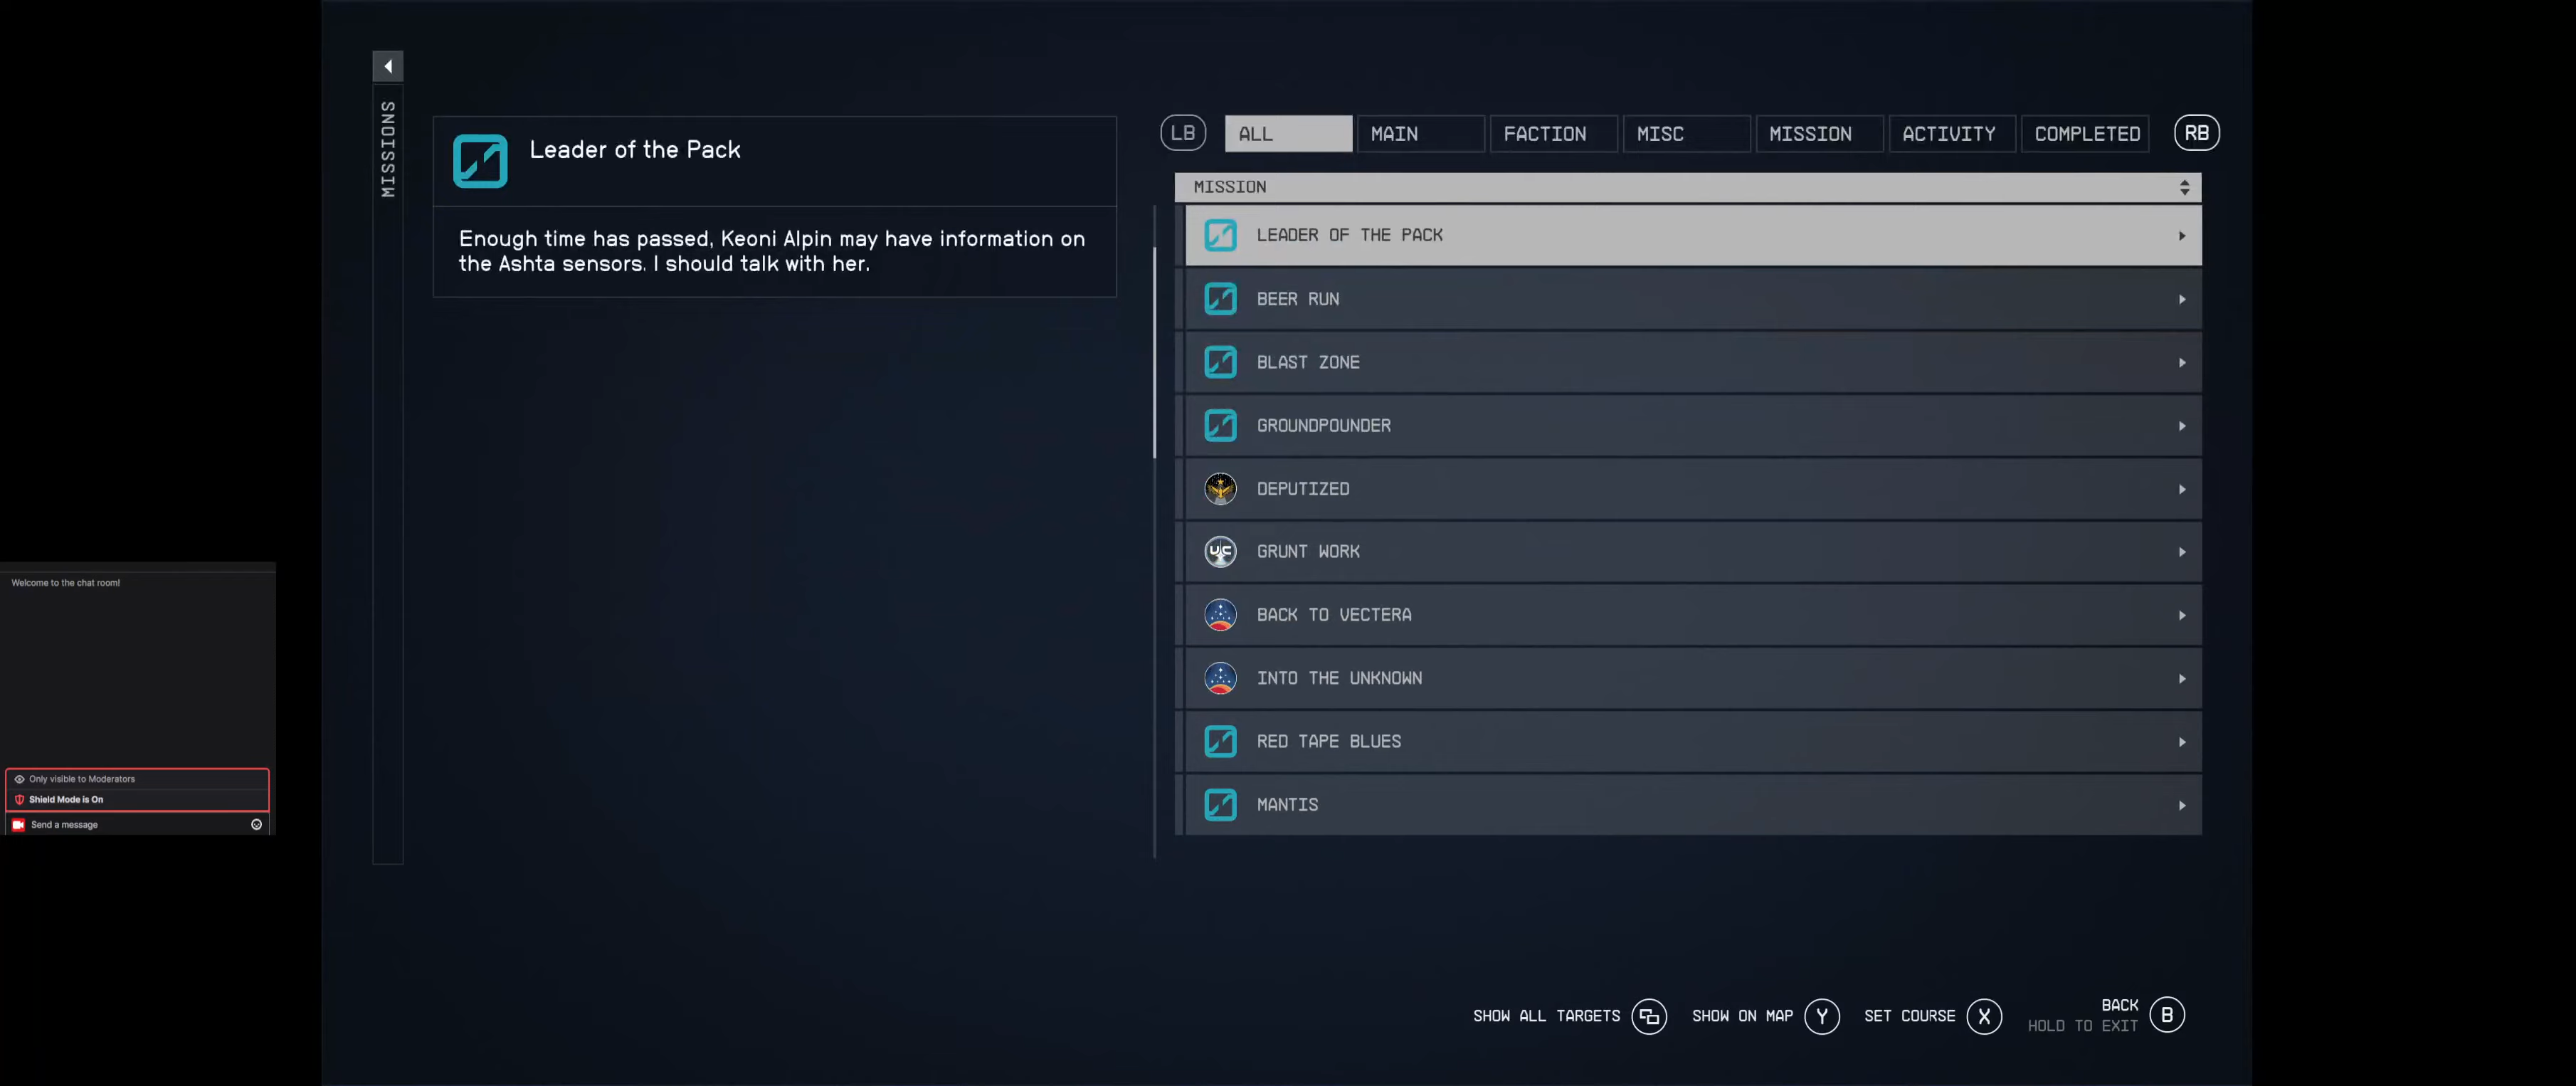 MISSIONS
Leader of the Pack
Enough time has passed, Keoni Alpin may have information on
the Ashta sensors. I should talk with her.
LB ALL MAIN FACTION MISC MISSION ACTIVITY COMPLETED RB
MISSION
LEADER OF THE PACK
BEER RUN
BLAST ZONE
GROUNDPOUNDER
DEPUTIZED
UC GRUNT WORK
BACK TO VECTERA
INTO THE UNKNOWN
RED TAPE BLUES
MANTIS
Welcome to the chat room!
Only visible to Moderators
Shield Mode is On
Send a message
SHOW ALL TARGETS SHOW ON MAP Y SET COURSE X BACK B
HOLD TO EXIT